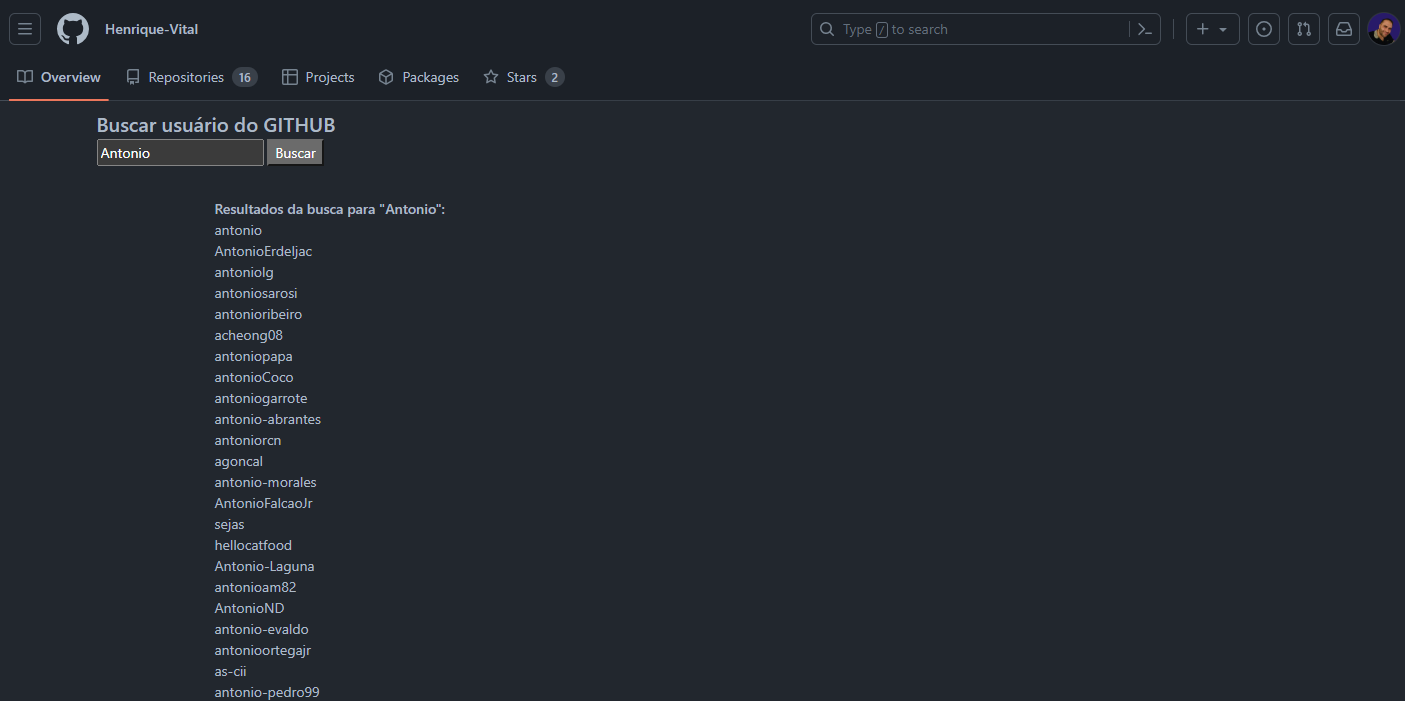 Henrique-Vital
Type / to search
Overview
Repositories 16
Projects
Packages
Stars 2
Buscar usuário do GITHUB
Antonio
Buscar
Resultados da busca para "Antonio":
antonio
AntonioErdeljac
antoniolg
antoniosarosi
antonioribeiro
acheong08
antoniopapa
antonioCoco
antoniogarrote
antonio-abrantes
antoniorcn
agoncal
antonio-morales
AntonioFalcaoJr
sejas
hellocatfood
Antonio-Laguna
antonioam82
AntonioND
antonio-evaldo
antonioortegajr
as-cii
antonio-pedro99